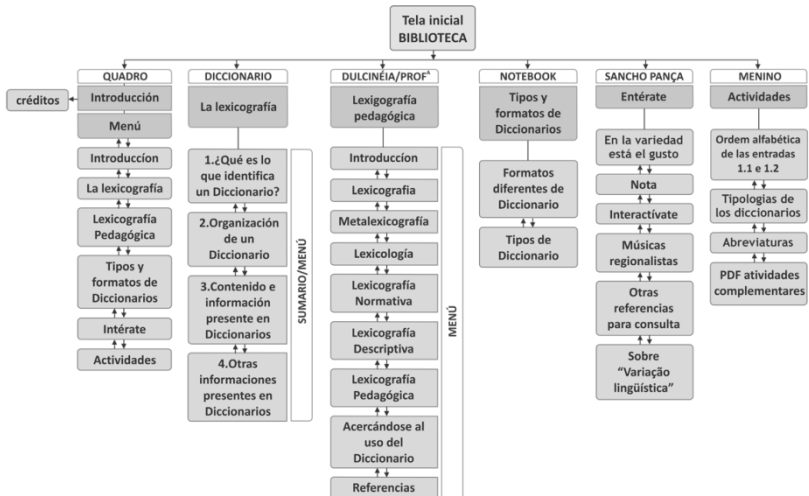 Tela inicial
BIBLIOTECA
QUADRO
créditos
Introducción
Menú
Introduccíon
La lexicografía
Lexicografía
Pedagógica
Tipos y
formatos de
Diccionarios
Intérate
Actividades
DICCIONARIO
La lexicografía
1.¿Qué es lo
que identifica
un Diccionario?
2.Organización
de un
Diccionario
3.Contenido e
información
presente en
Diccionarios
4.Otras
informaciones
presentes en
Diccionarios
SUMARIO/MENÚ
DULCINÉIA/PROFª
Lexigografía
pedagógica
Introduccíon
Lexicografia
Metalexicografía
Lexicología
Lexicografía
Normativa
Lexicografía
Descriptiva
Lexicografía
Pedagógica
Acercándose al
uso del
Diccionario
Referencias
MENÚ
NOTEBOOK
Tipos y
formatos de
Diccionarios
Formatos
diferentes de
Diccionario
Tipos de
Diccionario
SANCHO PANÇA
Entérate
En la variedad
está el gusto
Nota
Interactívate
Músicas
regionalistas
Otras
referencias
para consulta
Sobre
“Variação
lingüística”
MENINO
Actividades
Ordem alfabética
de las entradas
1.1 e 1.2
Tipologias de
los diccionarios
Abreviaturas
PDF atividades
complementares